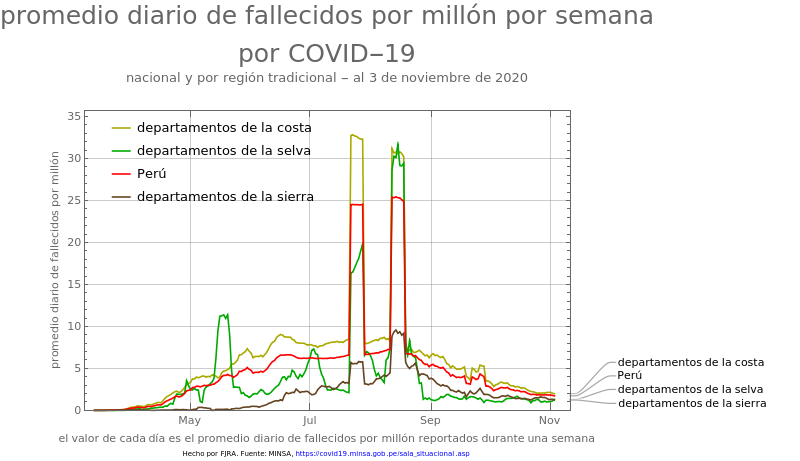 promedio diario de fallecidos por millón por semana
por COVID−19
nacional y por región tradicional − al 3 de noviembre de 2020
departamentos de la costa
departamentos de la selva
Perú
departamentos de la sierra
promedio diario de fallecidos por millón
35
30
25
20
15
10
5
0
May
Jul
Sep
Nov
departamentos de la costa
Perú
departamentos de la selva
departamentos de la sierra
el valor de cada día es el promedio diario de fallecidos por millón reportados durante una semana
Hecho por FJRA. Fuente: MINSA, https://covid19.minsa.gob.pe/sala_situacional.asp